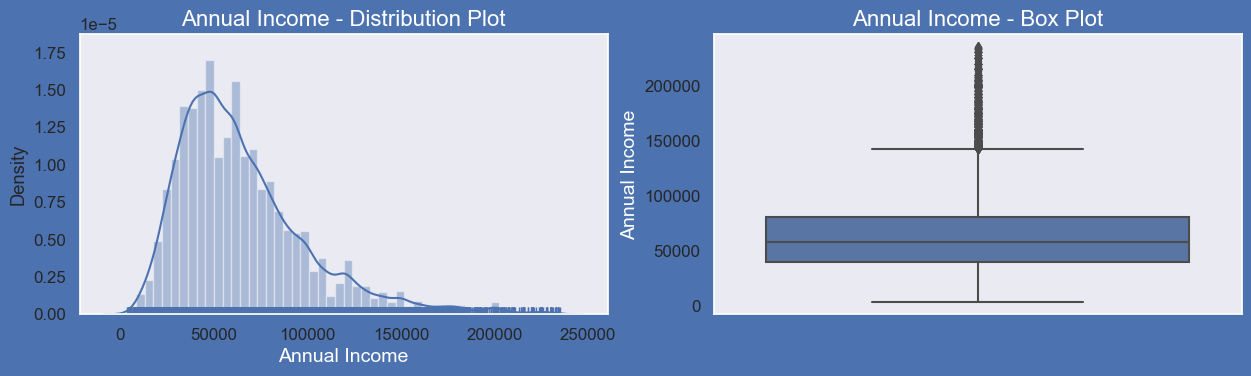 Annual Income - Distribution Plot
1e−5
1.75
1.50
1.25
1.00
0.75
0.50
0.25
0.00
Density
0 50000 100000 150000 200000 250000
Annual Income
Annual Income - Box Plot
200000
150000
100000
50000
0
Annual Income